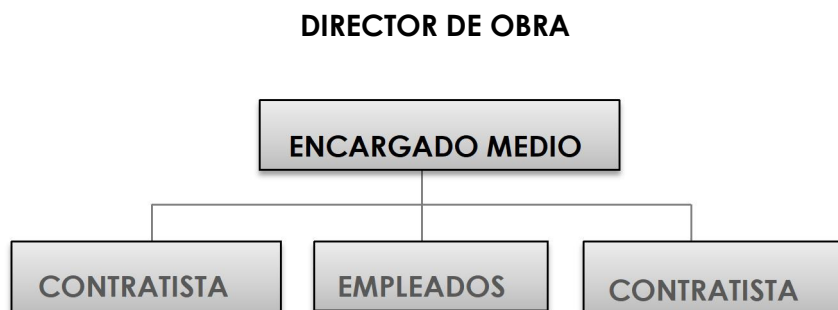 DIRECTOR DE OBRA
ENCARGADO MEDIO
CONTRATISTA
EMPLEADOS
CONTRATISTA